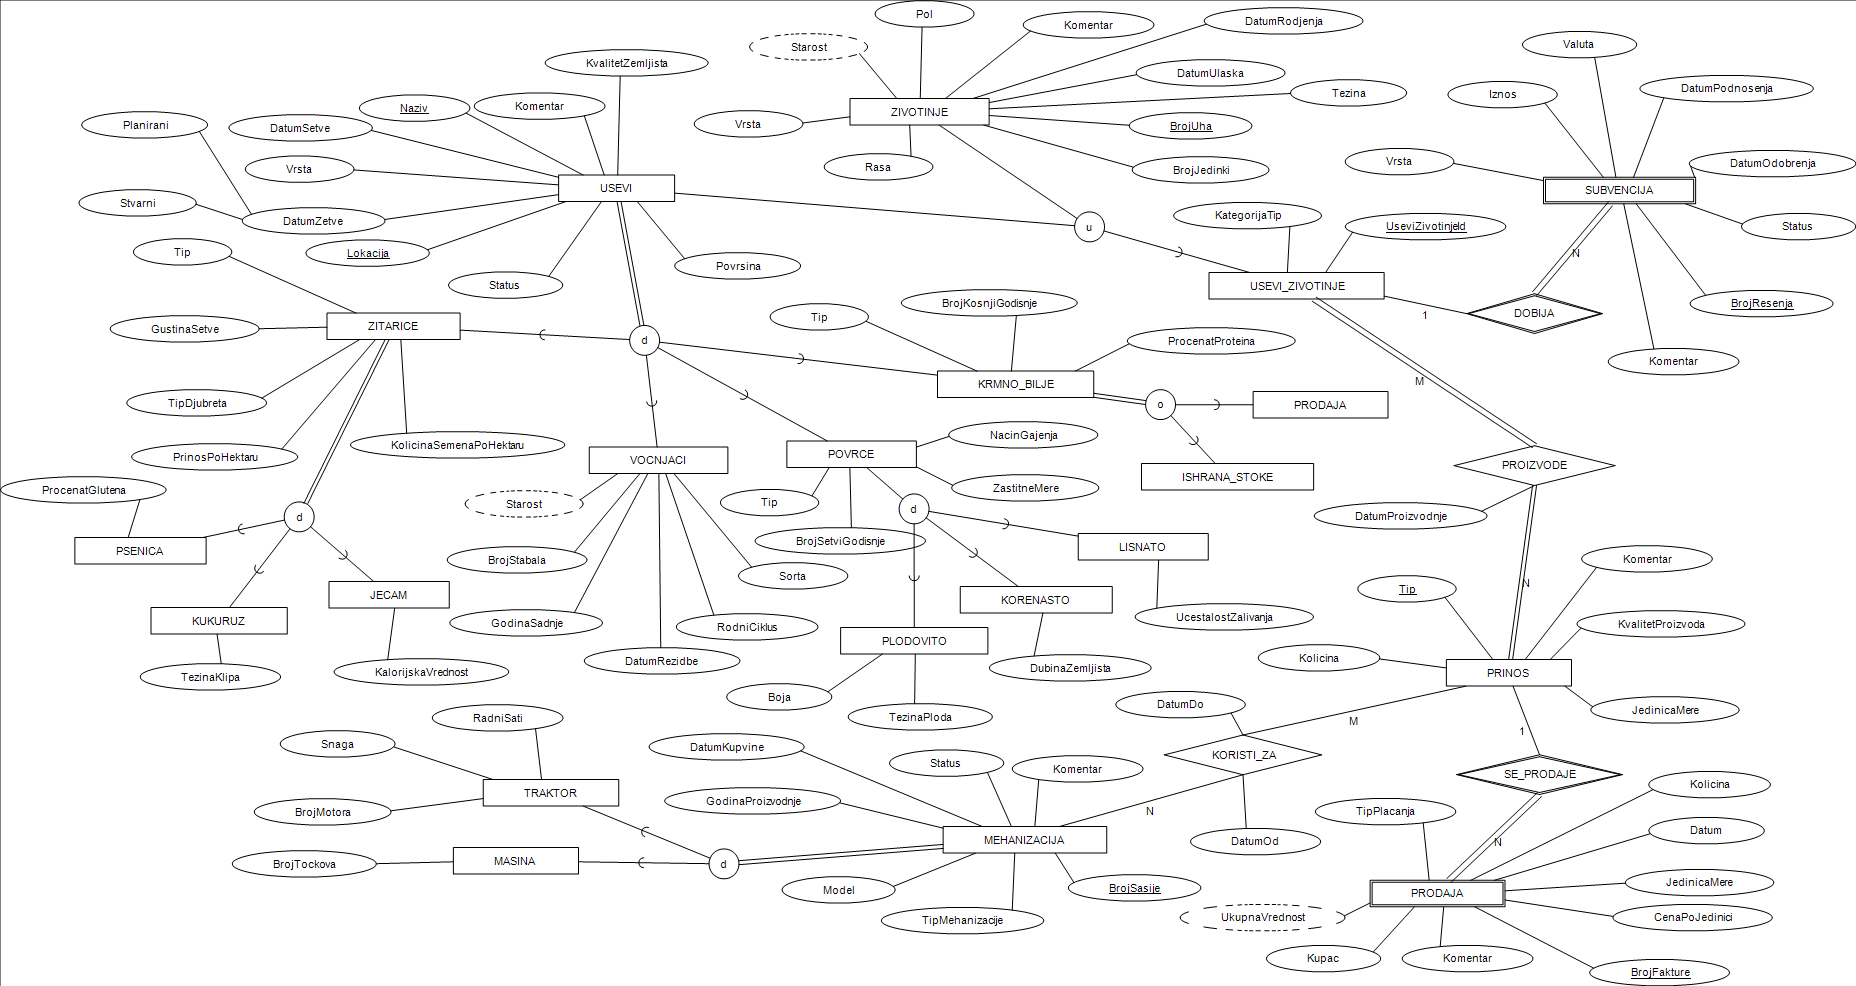 Pol
Komentar
DatumRodjenja
Starost
Valuta
KvalitetZemljista
DatumUlaska
Iznos
DatumPodnosenja
Tezina
Naziv
Komentar
ZIVOTINJE
Planirani
DatumSetve
Vrsta
BrojUha
Vrsta
DatumOdobrenja
Vrsta
Rasa
BrojJedinki
USEVI
SUBVENCIJA
Stvarni
DatumZetve
KategorijaTip
UseviZivotinjeId
Status
u
Tip
Lokacija
Povrsina
N
Status
USEVI_ZIVOTINJE
BrojKosnjiGodisnje
BrojResenja
Tip
1
DOBIJA
GustinaSetve
ZITARICE
d
ProcenatProteina
Komentar
KRMNO_BILJE
M
TipDjubreta
o
PRODAJA
NacinGajenja
KolicinaSemenaPoHektaru
PrinosPoHektaru
VOCNJACI
POVRCE
PROIZVODE
ISHRANA_STOKE
ProcenatGlutena
ZastitneMere
Starost
Tip
d
d
DatumProizvodnje
BrojSetviGodisnje
PSENICA
LISNATO
BrojStabala
Komentar
Sorta
N
Tip
JECAM
KORENASTO
KUKURUZ
GodinaSadnje
RodniCiklus
UcestalostZalivanja
KvalitetProizvoda
PLODOVITO
Kolicina
DatumRezidbe
DubinaZemljista
KalorijskaVrednost
TezinaKlipa
PRINOS
Boja
DatumDo
JedinicaMere
RadniSati
TezinaPloda
M
1
Snaga
DatumKupvine
Status
Komentar
KORISTI_ZA
SE_PRODAJE
Kolicina
TRAKTOR
GodinaProizvodnje
BrojMotora
N
TipPlacanja
Datum
MEHANIZACIJA
DatumOd
N
BrojTockova
MASINA
d
JedinicaMere
Model
BrojSasije
PRODAJA
TipMehanizacije
UkupnaVrednost
CenaPoJedinici
Kupac
Komentar
BrojFakture